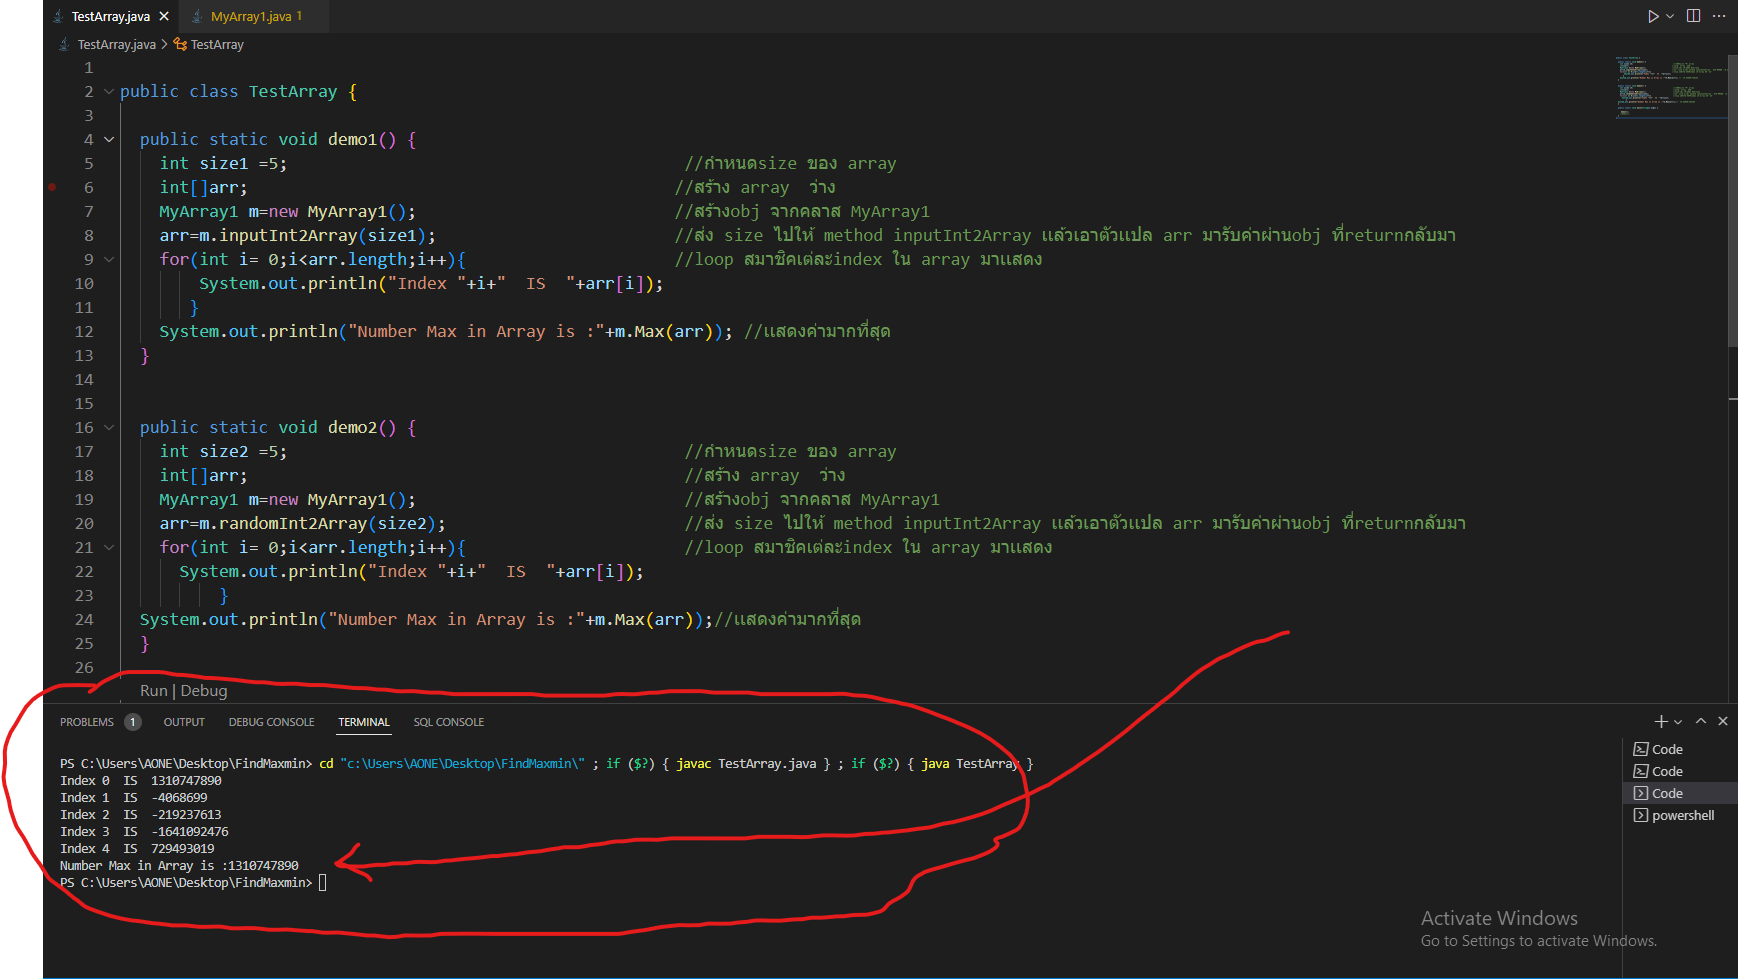 TestArray.java
MyArray1.java 1
TestArray.java > TestArray
1
2 public class TestArray {
3
4 public static void demo1() {
5 int size1 =5; //กำหนดsize ของ array
6 int[]arr; //สร้าง array  ว่าง
7 MyArray1 m=new MyArray1(); //สร้างobj จากคลาส MyArray1
8 arr=m.inputInt2Array(size1); //ส่ง size ไปให้ method inputInt2Array แล้วเอาตัวแปล arr มารับค่าผ่านobj ที่returnกลับมา
9 for(int i= 0;i<arr.length;i++){ //loop สมาชิคเต่ละindex ใน array มาแสดง
10 System.out.println("Index "+i+"  IS  "+arr[i]);
11 }
12 System.out.println("Number Max in Array is :"+m.Max(arr)); //แสดงค่ามากที่สุด
13 }
14
15
16 public static void demo2() {
17 int size2 =5; //กำหนดsize ของ array
18 int[]arr; //สร้าง array  ว่าง
19 MyArray1 m=new MyArray1(); //สร้างobj จากคลาส MyArray1
20 arr=m.randomInt2Array(size2); //ส่ง size ไปให้ method inputInt2Array แล้วเอาตัวแปล arr มารับค่าผ่านobj ที่returnกลับมา
21 for(int i= 0;i<arr.length;i++){ //loop สมาชิคเต่ละindex ใน array มาแสดง
22 System.out.println("Index "+i+"  IS  "+arr[i]);
23 }
24 System.out.println("Number Max in Array is :"+m.Max(arr));//แสดงค่ามากที่สุด
25 }
26
Run | Debug
PROBLEMS 1 OUTPUT DEBUG CONSOLE TERMINAL SQL CONSOLE
PS C:\Users\AONE\Desktop\FindMaxmin> cd "c:\Users\AONE\Desktop\FindMaxmin\" ; if ($?) { javac TestArray.java } ; if ($?) { java TestArray }
Index 0  IS  1310747890
Index 1  IS  -4068699
Index 2  IS  -219237613
Index 3  IS  -1641092476
Index 4  IS  729493019
Number Max in Array is :1310747890
PS C:\Users\AONE\Desktop\FindMaxmin>
Code
Code
Code
powershell
Activate Windows
Go to Settings to activate Windows.